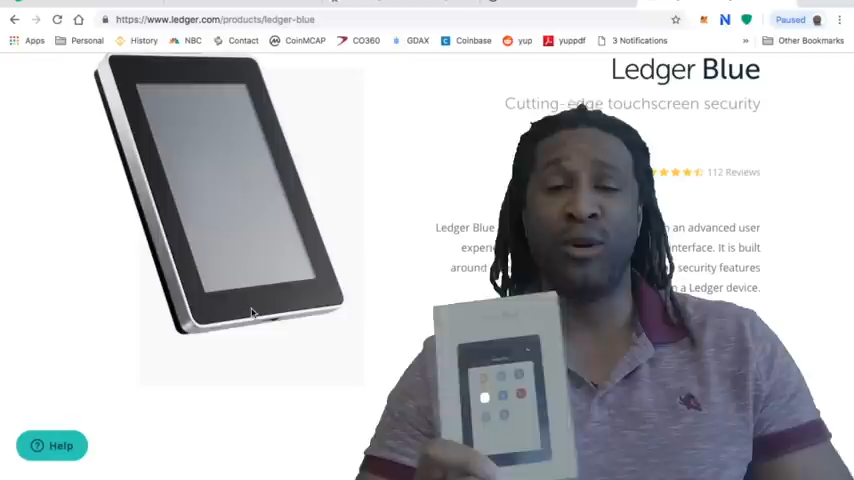 https://www.ledger.com/products/ledger-blue
Paused
Apps
Personal
History
NBC
Contact
CoinMCAP
CO360
GDAX
Coinbase
yup
yuppdf
3 Notifications
»
Other Bookmarks
Ledger Blue
Cutting-edge touchscreen security
112 Reviews
Ledger Blue
an advanced user
interface. It is built
around
security features
a Ledger device.
Help